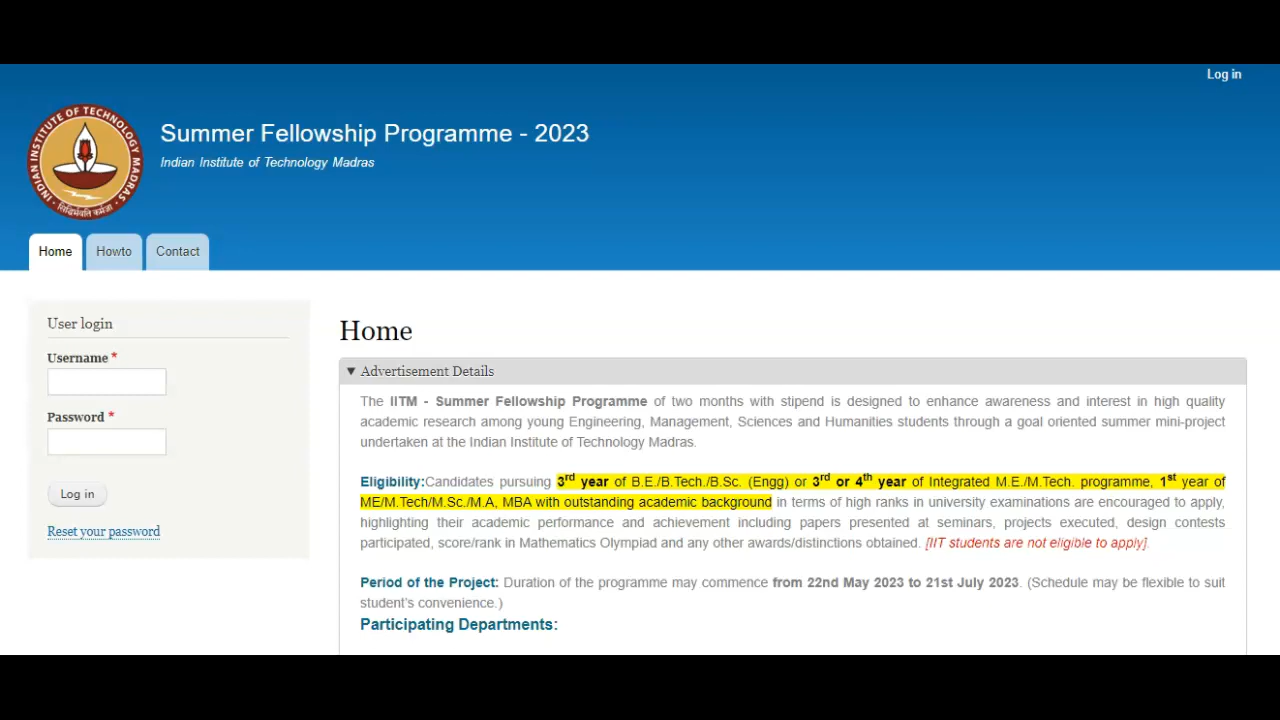 Log in
INDIAN INSTITUTE OF TECHNOLOGY MADRAS
सिद्धिर्भवति कर्मजा
Summer Fellowship Programme - 2023
Indian Institute of Technology Madras
Home Howto Contact
User login
Username *
Password *
Log in
Reset your password
Home
▼ Advertisement Details
The IITM - Summer Fellowship Programme of two months with stipend is designed to enhance awareness and interest in high quality
academic research among young Engineering, Management, Sciences and Humanities students through a goal oriented summer mini-project
undertaken at the Indian Institute of Technology Madras.
Eligibility:Candidates pursuing 3rd year of B.E./B.Tech./B.Sc. (Engg) or 3rd or 4th year of Integrated M.E./M.Tech. programme, 1st year of
ME/M.Tech/M.Sc./M.A, MBA with outstanding academic background in terms of high ranks in university examinations are encouraged to apply,
highlighting their academic performance and achievement including papers presented at seminars, projects executed, design contests
participated, score/rank in Mathematics Olympiad and any other awards/distinctions obtained. [IIT students are not eligible to apply].
Period of the Project: Duration of the programme may commence from 22nd May 2023 to 21st July 2023. (Schedule may be flexible to suit
student's convenience.)
Participating Departments: